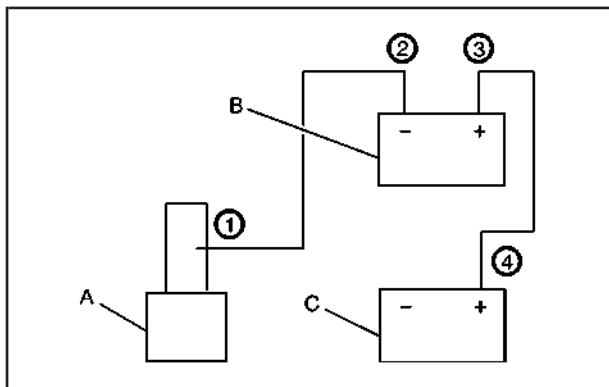 ② ③
B
− +
①
④
A
C
− +